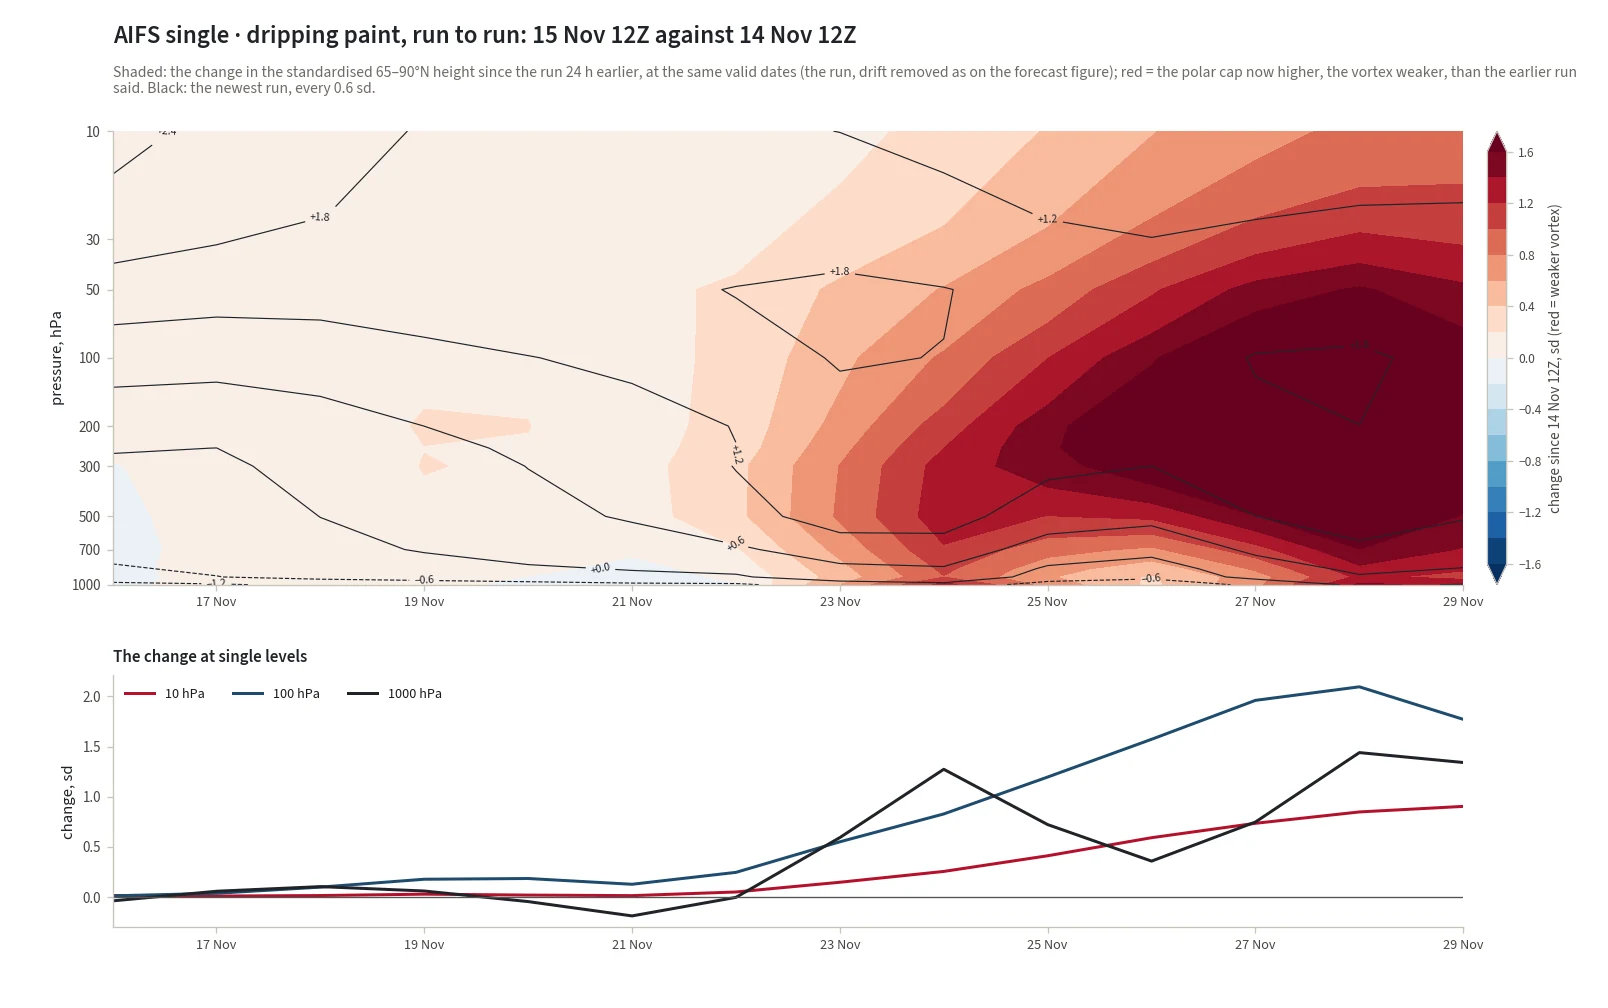 AIFS single · dripping paint, run to run: 15 Nov 12Z against 14 Nov 12Z
Shaded: the change in the standardised 65–90°N height since the run 24 h earlier, at the same valid dates (the run, drift removed as on the forecast figure); red = the polar cap now higher, the vortex weaker, than the earlier run
said. Black: the newest run, every 0.6 sd.
pressure, hPa
10
30
50
100
200
300
500
700
1000
+1.8
+1.2
+1.8
+1.2
+0.6
+0.0
−0.6
−0.6
17 Nov
19 Nov
21 Nov
23 Nov
25 Nov
27 Nov
29 Nov
1.6
1.2
0.8
0.4
0.0
−0.4
−0.8
−1.2
−1.6
change since 14 Nov 12Z, sd (red = weaker vortex)
The change at single levels
10 hPa
100 hPa
1000 hPa
change, sd
2.0
1.5
1.0
0.5
0.0
17 Nov
19 Nov
21 Nov
23 Nov
25 Nov
27 Nov
29 Nov